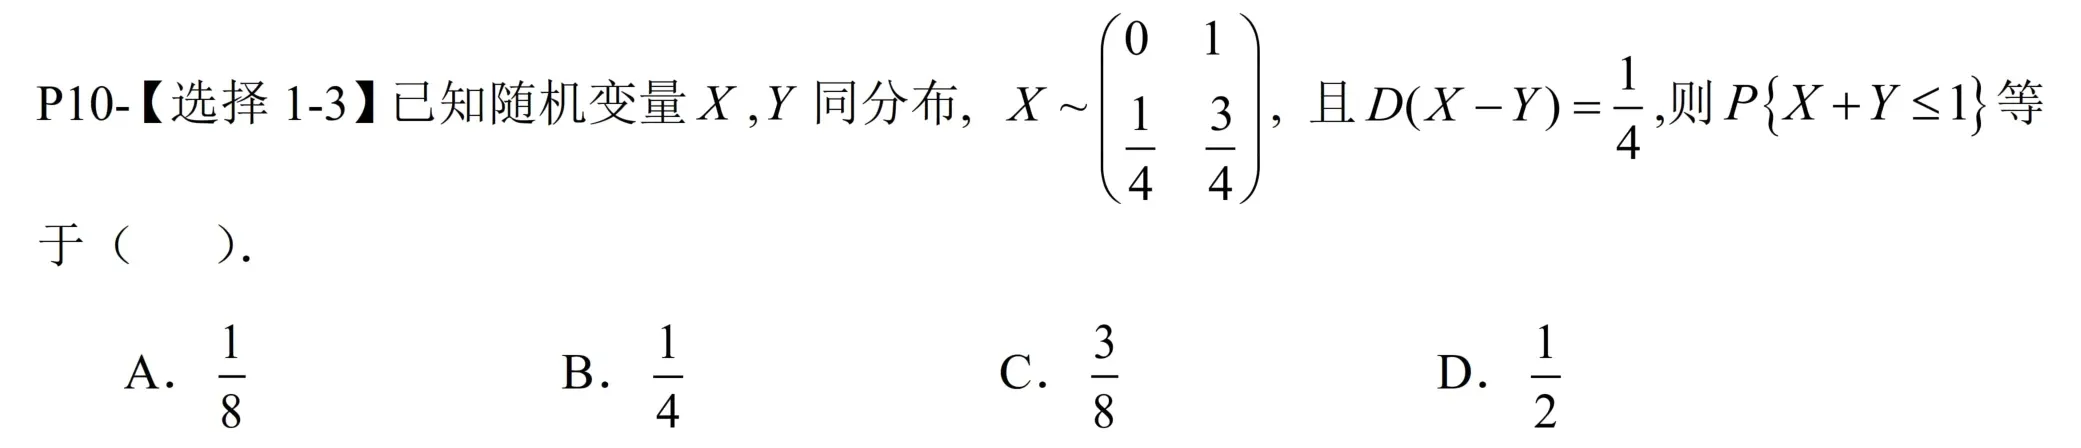 P10-【选择 1-3】已知随机变量 X ,Y 同分布, X ~ \begin{pmatrix} 0 & 1 \\ \frac{1}{4} & \frac{3}{4} \end{pmatrix}, 且 D(X − Y) = \frac{1}{4} ,则 P{X + Y ≤ 1} 等
于（　　）.
A. \frac{1}{8}　B. \frac{1}{4}　C. \frac{3}{8}　D. \frac{1}{2}